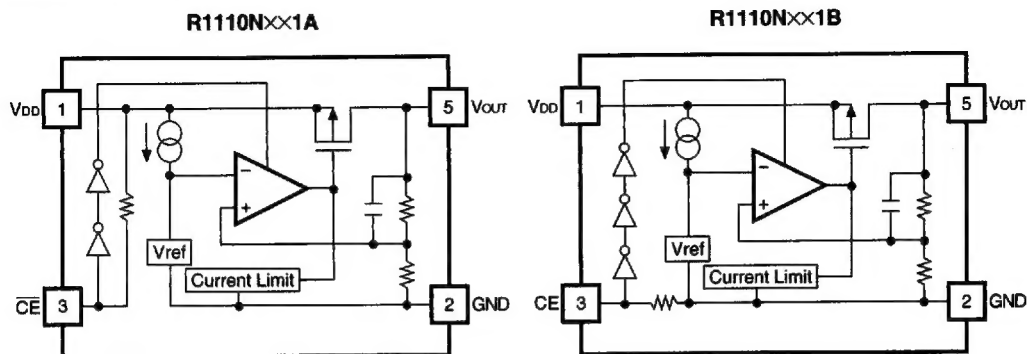 R1110N××1A
VDD 1
5 VOUT
−
+
Vref
Current Limit
CE 3
2 GND
R1110N××1B
VDD 1
5 VOUT
−
+
Vref
Current Limit
CE 3
2 GND